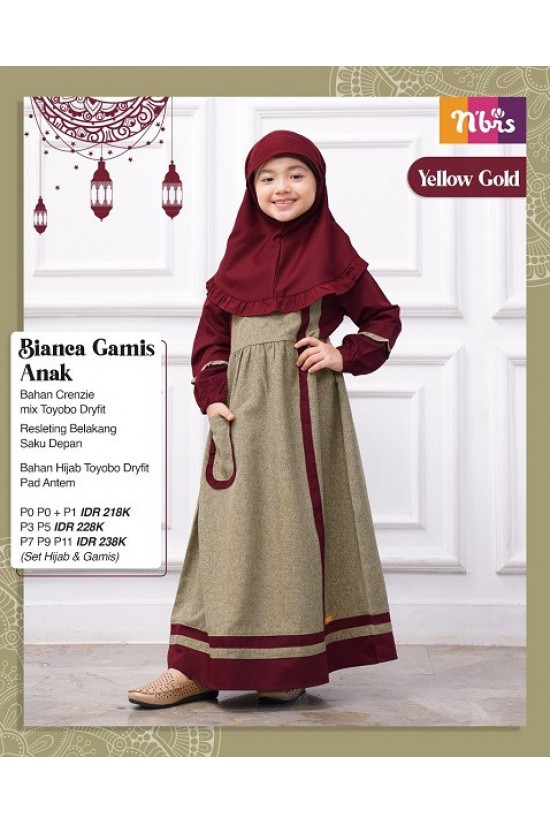 N'brs
Yellow Gold
Bianca Gamis
Anak
Bahan Crenzie
mix Toyobo Dryfit
Resleting Belakang
Saku Depan
Bahan Hijab Toyobo Dryfit
Pad Antem
P0 P0 + P1 IDR 218K
P3 P5 IDR 228K
P7 P9 P11 IDR 238K
(Set Hijab & Gamis)